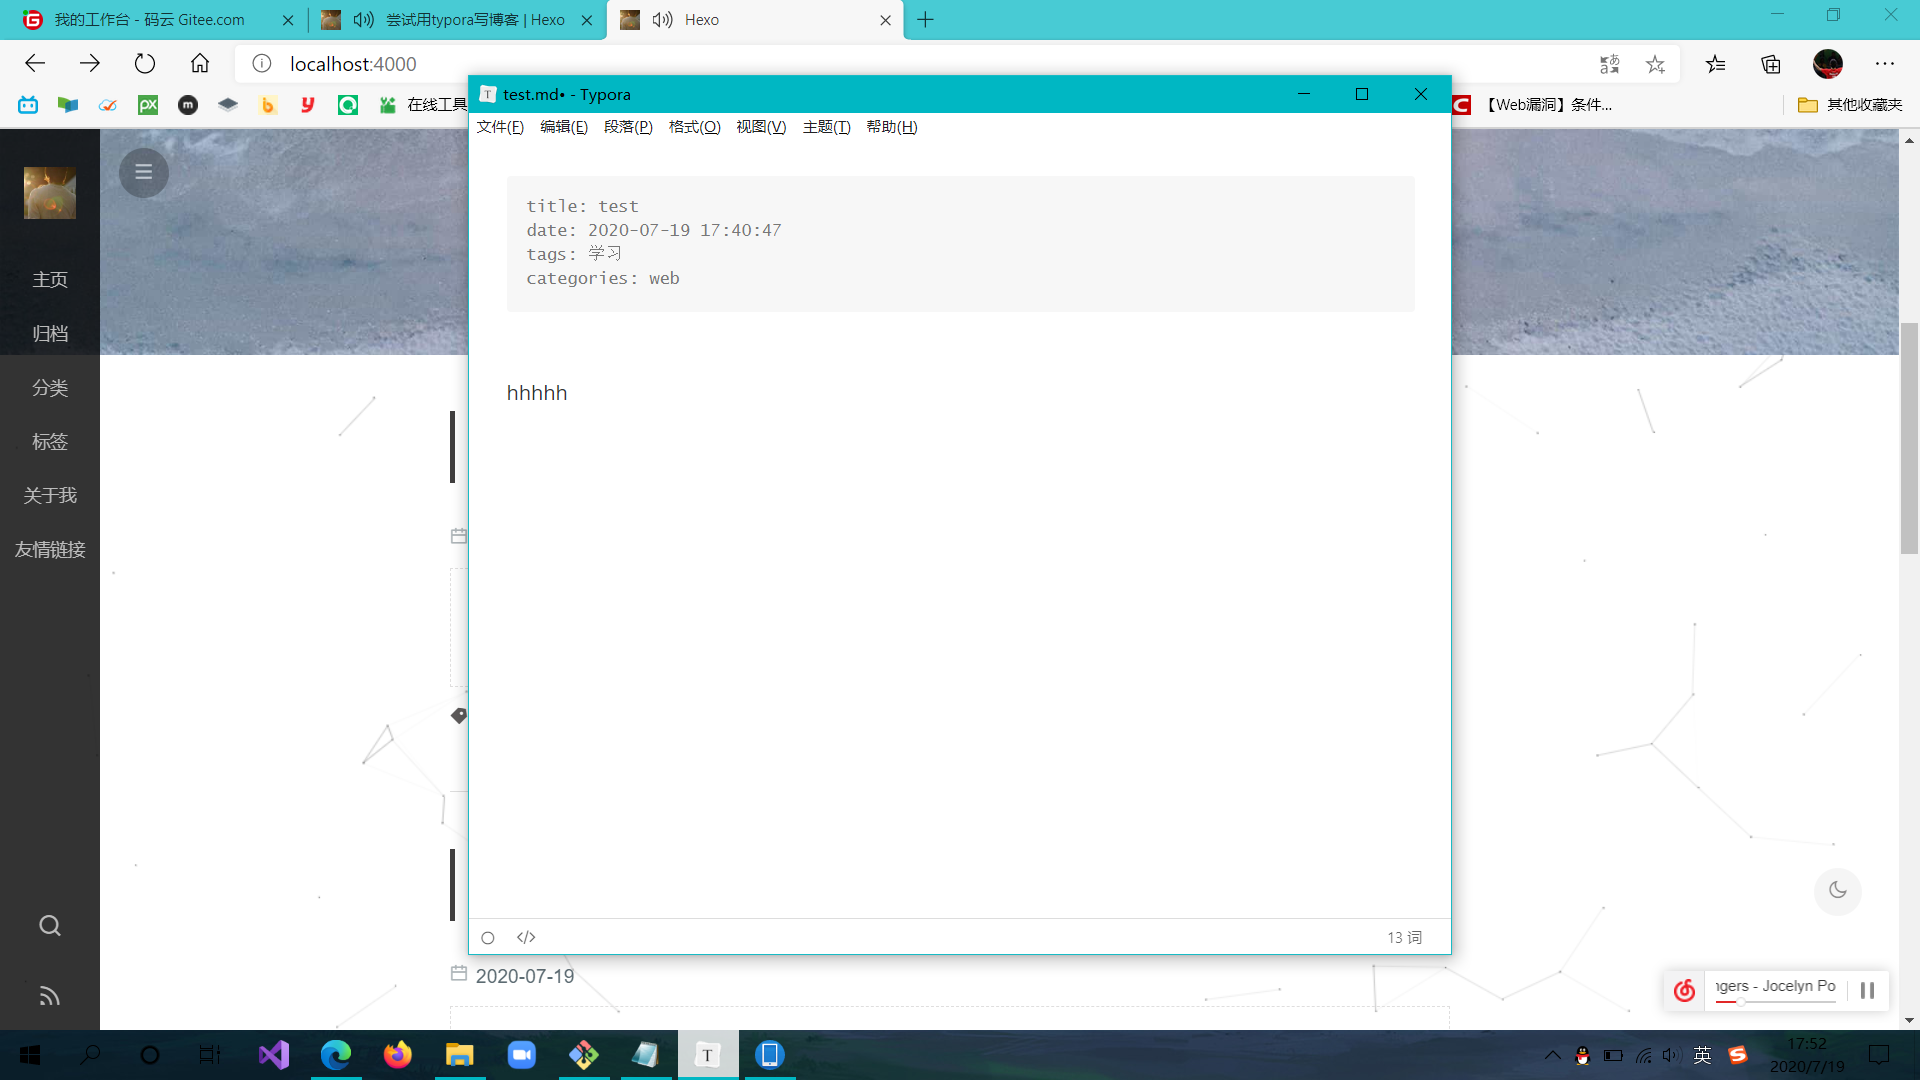 我的工作台 - 码云 Gitee.com
尝试用typora写博客 | Hexo
Hexo
localhost:4000
在线工具
【Web漏洞】条件...
其他收藏夹
test.md• - Typora
文件(F) 编辑(E) 段落(P) 格式(O) 视图(V) 主题(T) 帮助(H)
title: test
date: 2020-07-19 17:40:47
tags: 学习
categories: web
hhhhh
13 词
主页
归档
分类
标签
关于我
友情链接
2020-07-19
ngers - Jocelyn Po
英
17:52
2020/7/19